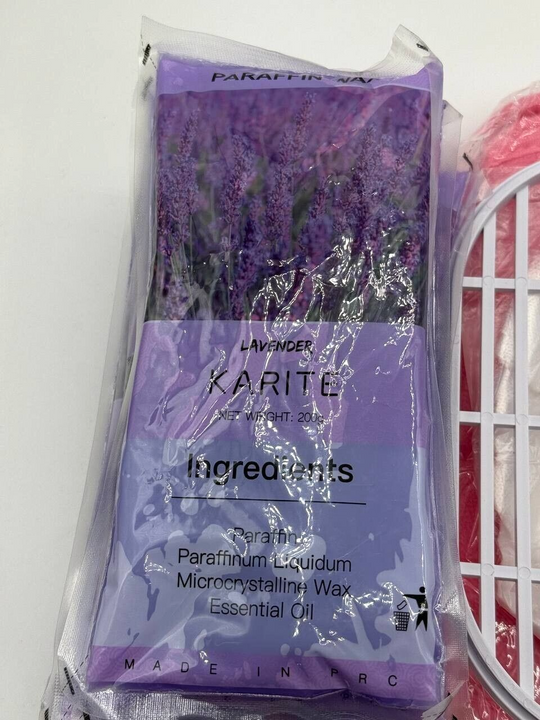 PARAFFIN WAX
LAVENDER
KARITE
NET WEIGHT: 200g
Ingredients
Paraffin
Paraffinum Liquidum
Microcrystalline Wax
Essential Oil
MADE IN PRC